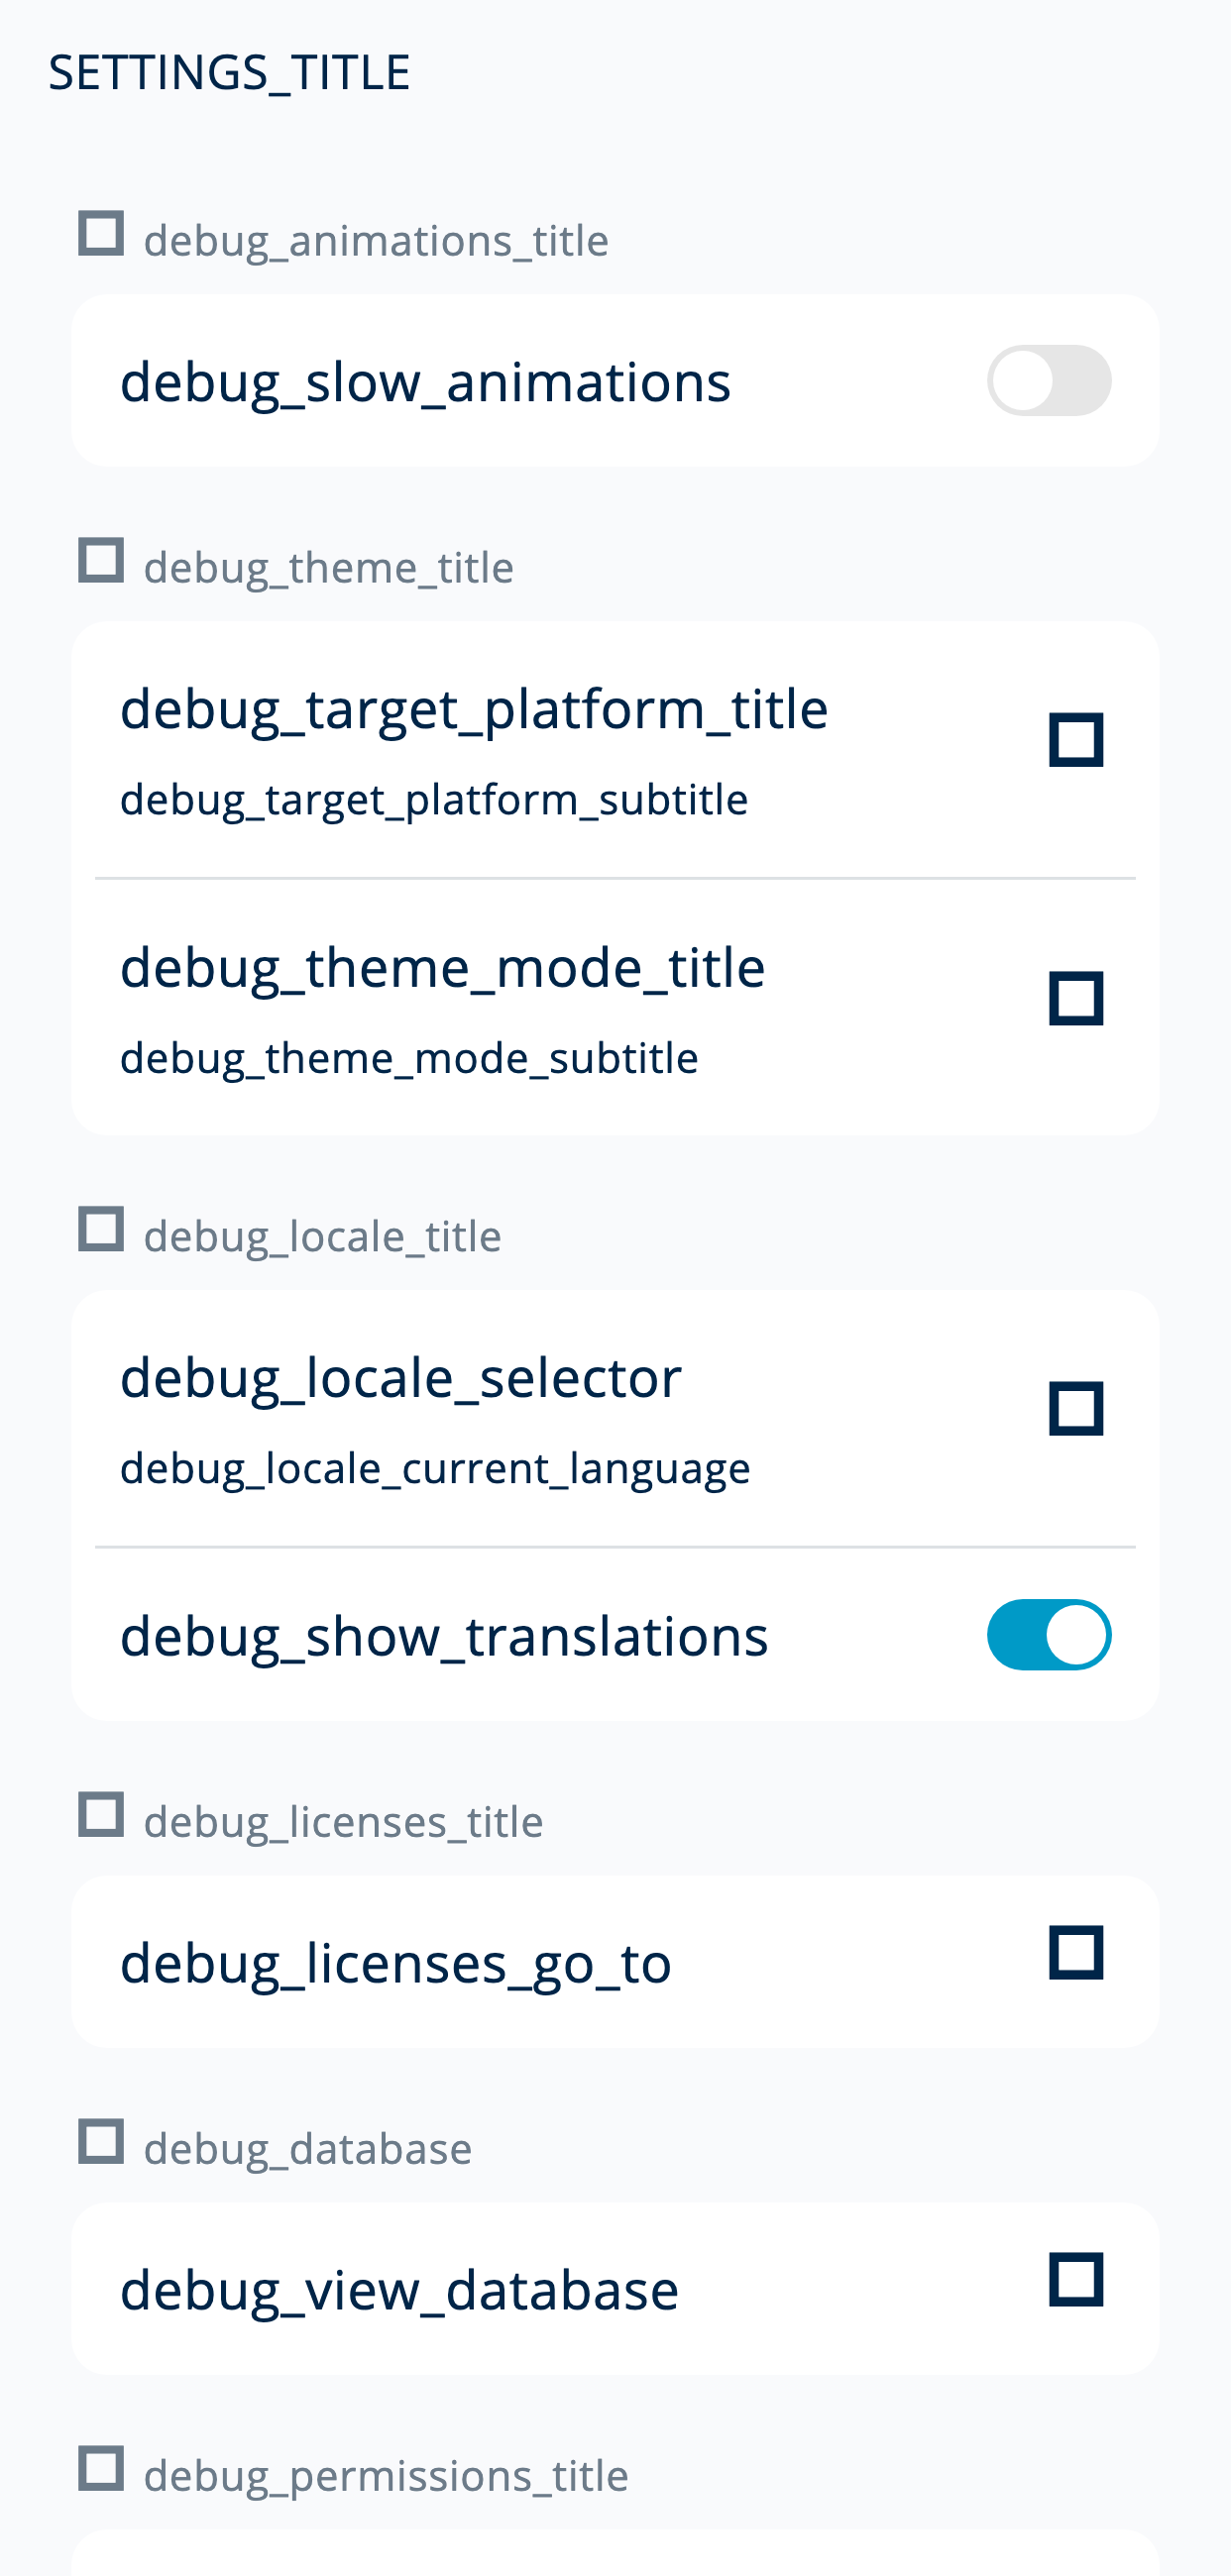 SETTINGS_TITLE
debug_animations_title
debug_slow_animations
debug_theme_title
debug_target_platform_title
debug_target_platform_subtitle
debug_theme_mode_title
debug_theme_mode_subtitle
debug_locale_title
debug_locale_selector
debug_locale_current_language
debug_show_translations
debug_licenses_title
debug_licenses_go_to
debug_database
debug_view_database
debug_permissions_title